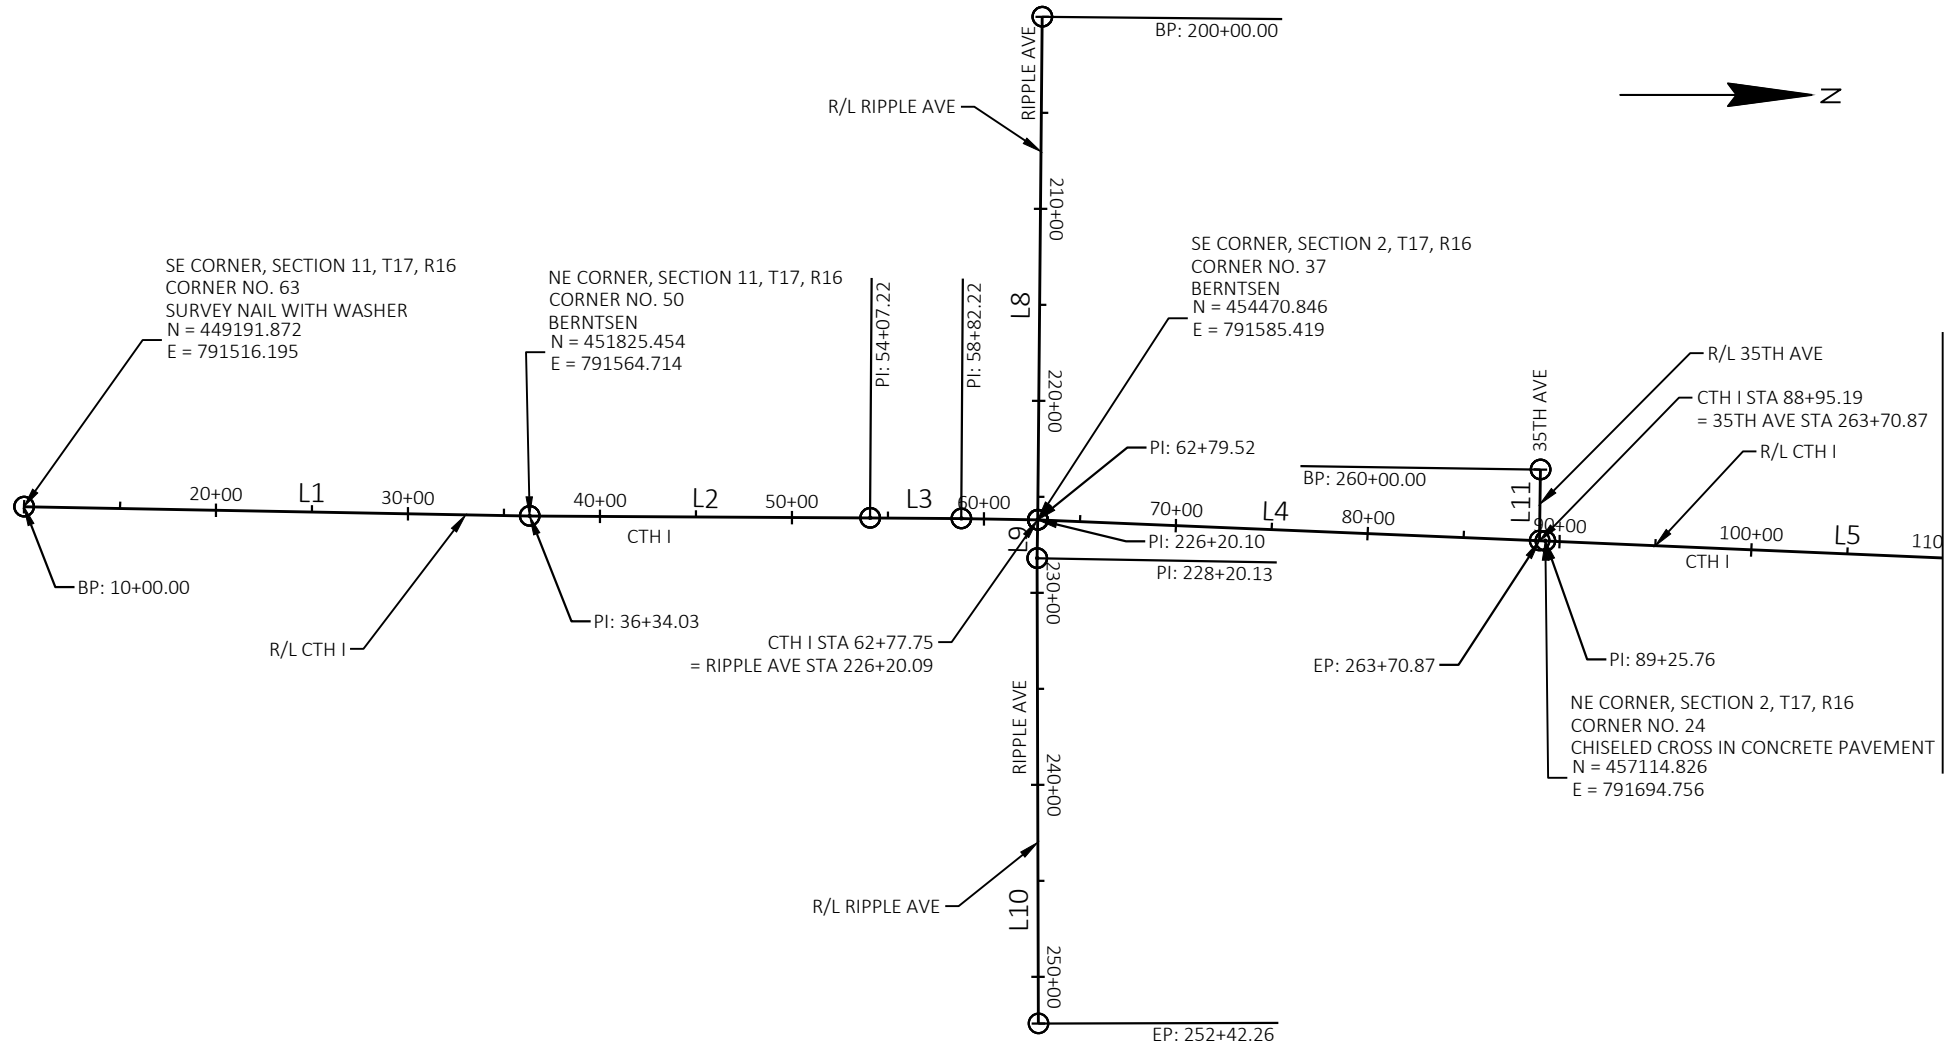 BP: 200+00.00
RIPPLE AVE
R/L RIPPLE AVE
N
210+00
SE CORNER, SECTION 11, T17, R16
CORNER NO. 63
SURVEY NAIL WITH WASHER
N = 449191.872
E = 791516.195
NE CORNER, SECTION 11, T17, R16
CORNER NO. 50
BERNTSEN
N = 451825.454
E = 791564.714
PI: 54+07.22
PI: 58+82.22
L8
SE CORNER, SECTION 2, T17, R16
CORNER NO. 37
BERNTSEN
N = 454470.846
E = 791585.419
220+00
35TH AVE
R/L 35TH AVE
CTH I STA 88+95.19
= 35TH AVE STA 263+70.87
R/L CTH I
PI: 62+79.52
BP: 260+00.00
20+00
L1
30+00
40+00
L2
50+00
L3
60+00
70+00
L4
80+00
L11
90+00
100+00
L5
110
CTH I
L9
PI: 226+20.10
CTH I
PI: 228+20.13
230+00
BP: 10+00.00
PI: 36+34.03
R/L CTH I
CTH I STA 62+77.75
= RIPPLE AVE STA 226+20.09
EP: 263+70.87
PI: 89+25.76
RIPPLE AVE
NE CORNER, SECTION 2, T17, R16
CORNER NO. 24
CHISELED CROSS IN CONCRETE PAVEMENT
N = 457114.826
E = 791694.756
240+00
R/L RIPPLE AVE
L10
250+00
EP: 252+42.26